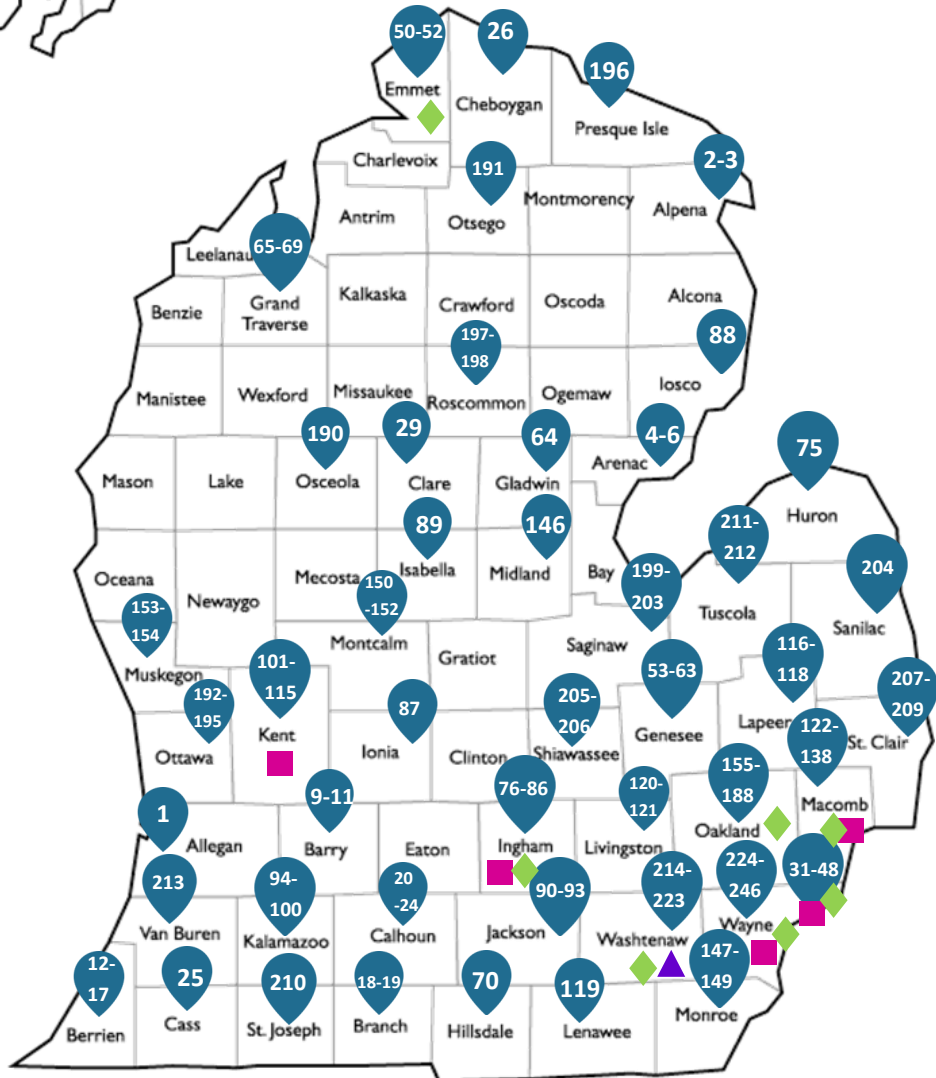 50-52
26
196
Emmet
Cheboygan
Presque Isle
Charlevoix
191
2-3
Montmorency
Antrim
Otsego
Alpena
Leelanau
65-69
Kalkaska
Crawford
Oscoda
Alcona
Benzie
Grand
Traverse
197-
198
88
Manistee
Wexford
Missaukee
Roscommon
Ogemaw
Iosco
190
29
64
4-6
75
Mason
Lake
Osceola
Clare
Gladwin
Arenac
Huron
89
146
211-
212
Oceana
Newaygo
Mecosta
Isabella
Midland
Bay
199-
203
204
153-
154
150
-152
Tuscola
Sanilac
Montcalm
Gratiot
Saginaw
Muskegon
101-
115
53-63
116-
118
192-
195
87
205-
206
207-
209
Ottawa
Kent
Ionia
Clinton
Shiawassee
Genesee
Lapeer
122-
138
St. Clair
1
9-11
76-86
120-
121
155-
188
Macomb
Allegan
Barry
Eaton
Ingham
Livingston
Oakland
213
94-
100
20
-24
90-93
214-
223
224-
246
31-48
Van Buren
Kalamazoo
Calhoun
Jackson
Washtenaw
Wayne
12-
17
25
210
18-19
70
119
147-
149
Berrien
Cass
St. Joseph
Branch
Hillsdale
Lenawee
Monroe